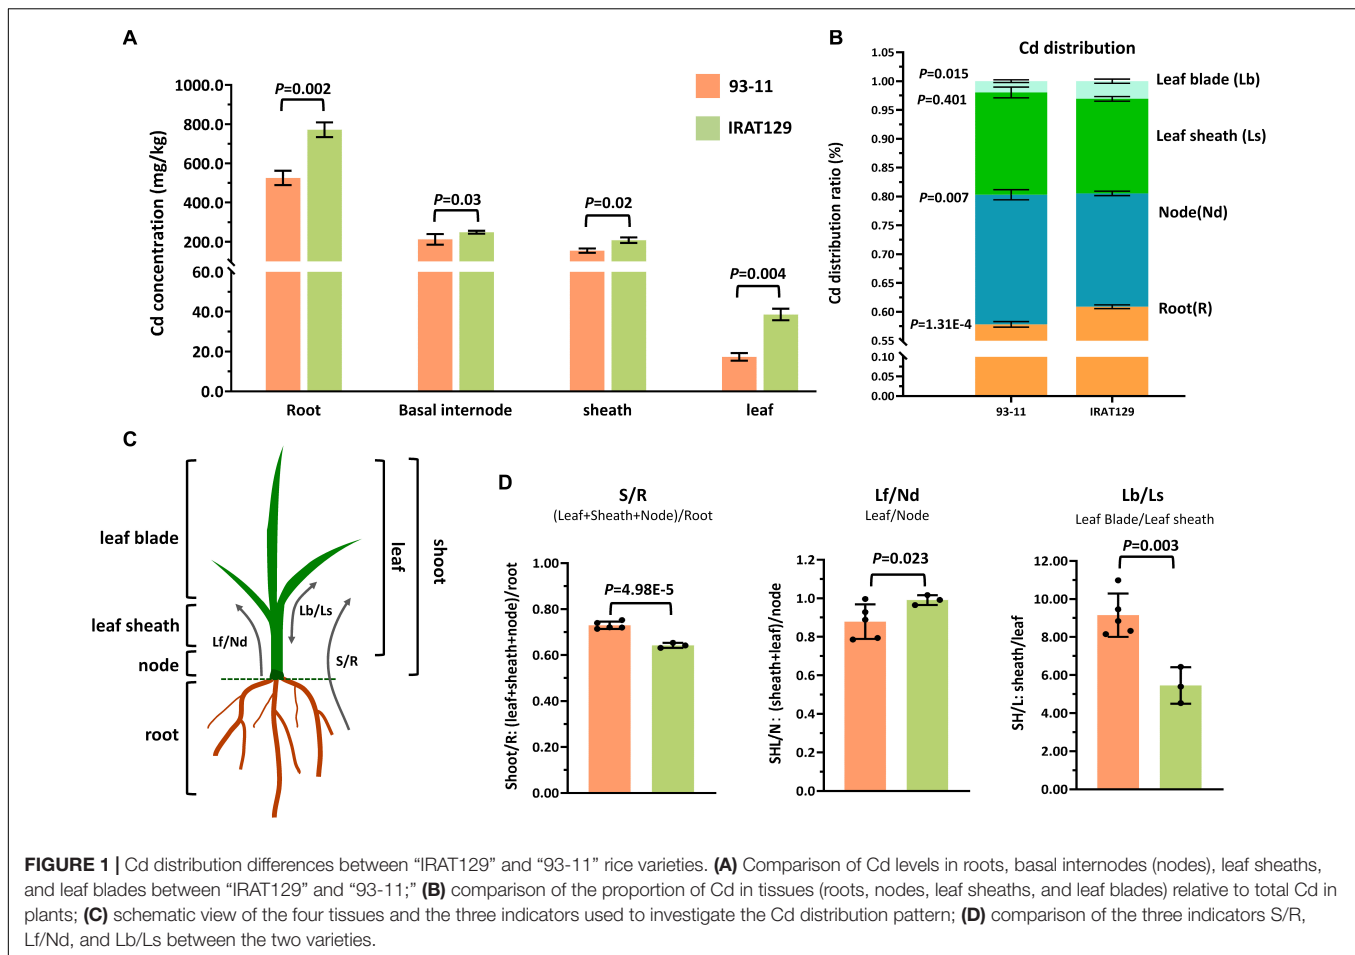 A
Cd concentration (mg/kg)
1000.0
800.0
600.0
400.0
200.0
60.0
40.0
20.0
0.0
P=0.002
P=0.03
P=0.02
P=0.004
93-11
IRAT129
Root
Basal internode
sheath
leaf
B
Cd distribution
Cd distribution ratio (%)
1.05
1.00
0.95
0.90
0.85
0.80
0.75
0.70
0.65
0.60
0.55
0.10
0.05
0.00
P=0.015
P=0.401
P=0.007
P=1.31E-4
Leaf blade (Lb)
Leaf sheath (Ls)
Node(Nd)
Root(R)
93-11
IRAT129
C
leaf blade
leaf sheath
node
root
leaf
shoot
Lf/Nd
Lb/Ls
S/R
D
S/R
(Leaf+Sheath+Node)/Root
Shoot/R: (leaf+sheath+node)/root
1.00
0.80
0.60
0.40
0.20
0.00
P=4.98E-5
Lf/Nd
Leaf/Node
SHL/N: (sheath+leaf)/node
1.2
1.0
0.8
0.6
0.4
0.2
0.0
P=0.023
Lb/Ls
Leaf Blade/Leaf sheath
SH/L: sheath/leaf
12.00
10.00
8.00
6.00
4.00
2.00
0.00
P=0.003
FIGURE 1 | Cd distribution differences between “IRAT129” and “93-11” rice varieties. (A) Comparison of Cd levels in roots, basal internodes (nodes), leaf sheaths,
and leaf blades between “IRAT129” and “93-11;” (B) comparison of the proportion of Cd in tissues (roots, nodes, leaf sheaths, and leaf blades) relative to total Cd in
plants; (C) schematic view of the four tissues and the three indicators used to investigate the Cd distribution pattern; (D) comparison of the three indicators S/R,
Lf/Nd, and Lb/Ls between the two varieties.